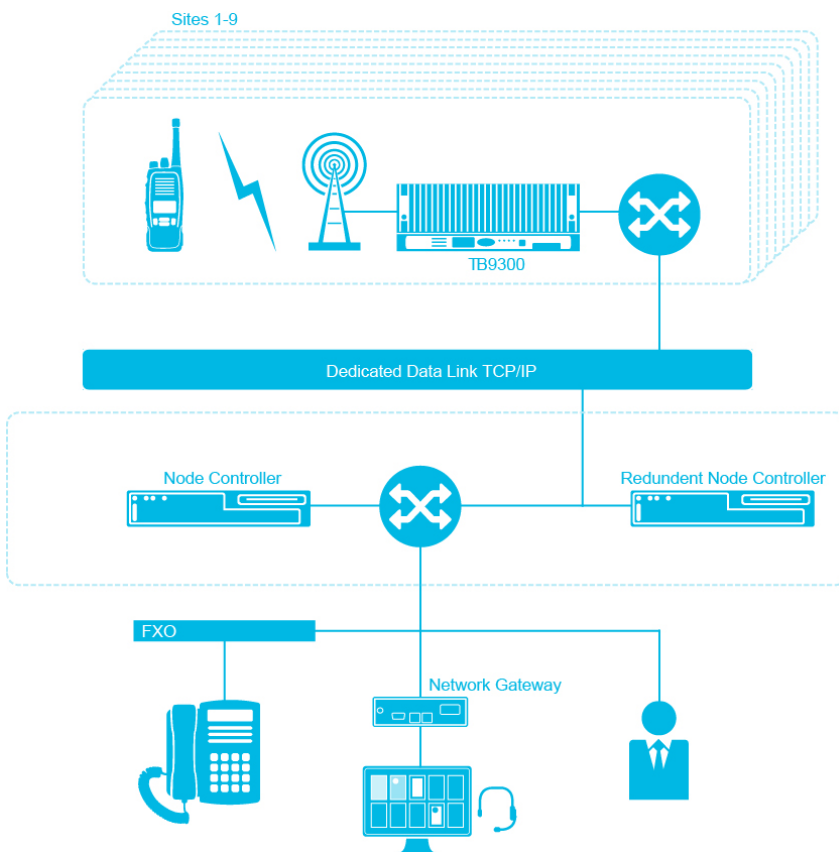 Sites 1-9
TB9300
Dedicated Data Link TCP/IP
Node Controller
Redundent Node Controller
FXO
Network Gateway